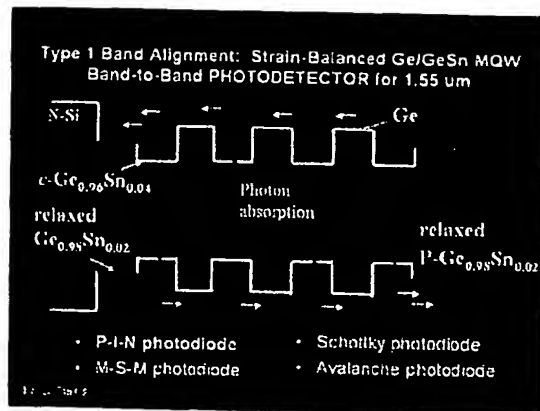 Type 1 Band Alignment: Strain-Balanced Ge/GeSn MQW
Band-to-Band PHOTODETECTOR for 1.55 um
N-Si
Ge
c-Ge0.96Sn0.04
Photon
absorption
relaxed
Ge0.98Sn0.02
relaxed
P-Ge0.98Sn0.02
• P-I-N photodiode
• Schottky photodiode
• M-S-M photodiode
• Avalanche photodiode